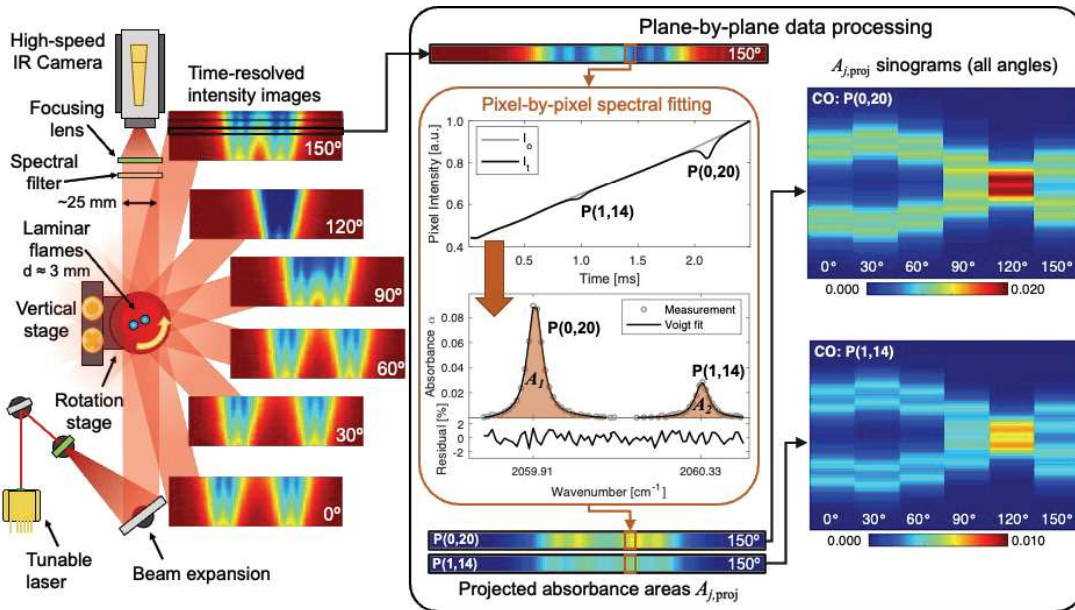 High-speed
IR Camera
Time-resolved
intensity images
Focusing
lens
Spectral
filter
~25 mm
Laminar
flames
d ≈ 3 mm
Vertical
stage
Rotation
stage
Tunable
laser
Beam expansion
150°
120°
90°
60°
30°
0°
Plane-by-plane data processing
150°
Pixel-by-pixel spectral fitting
Pixel Intensity [a.u.]
1.0
0.8
0.6
0.4
I_o
I_t
P(0,20)
P(1,14)
0.5 1.0 1.5 2.0
Time [ms]
Absorbance α
0.08
0.06
0.04
0.02
Measurement
Voigt fit
P(0,20)
P(1,14)
A_1
A_2
Residual [%]
2
0
-2
2059.91 2060.33
Wavenumber [cm⁻¹]
P(0,20) 150°
P(1,14) 150°
Projected absorbance areas A_{j,proj}
A_{j,proj} sinograms (all angles)
CO: P(0,20)
0° 30° 60° 90° 120° 150°
0.000 0.020
CO: P(1,14)
0° 30° 60° 90° 120° 150°
0.000 0.010